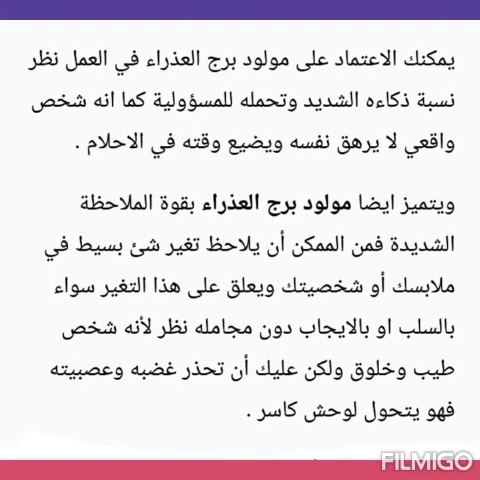 يمكنك الاعتماد على مولود برج العذراء في العمل نظر
نسبة ذكاءه الشديد وتحمله للمسؤولية كما انه شخص
واقعي لا يرهق نفسه ويضيع وقته في الاحلام .
ويتميز ايضا مولود برج العذراء بقوة الملاحظة
الشديدة فمن الممكن أن يلاحظ تغير شئ بسيط في
ملابسك أو شخصيتك ويعلق على هذا التغير سواء
بالسلب او بالايجاب دون مجامله نظر لأنه شخص
طيب وخلوق ولكن عليك أن تحذر غضبه وعصبيته
فهو يتحول لوحش كاسر .
FILMIGO